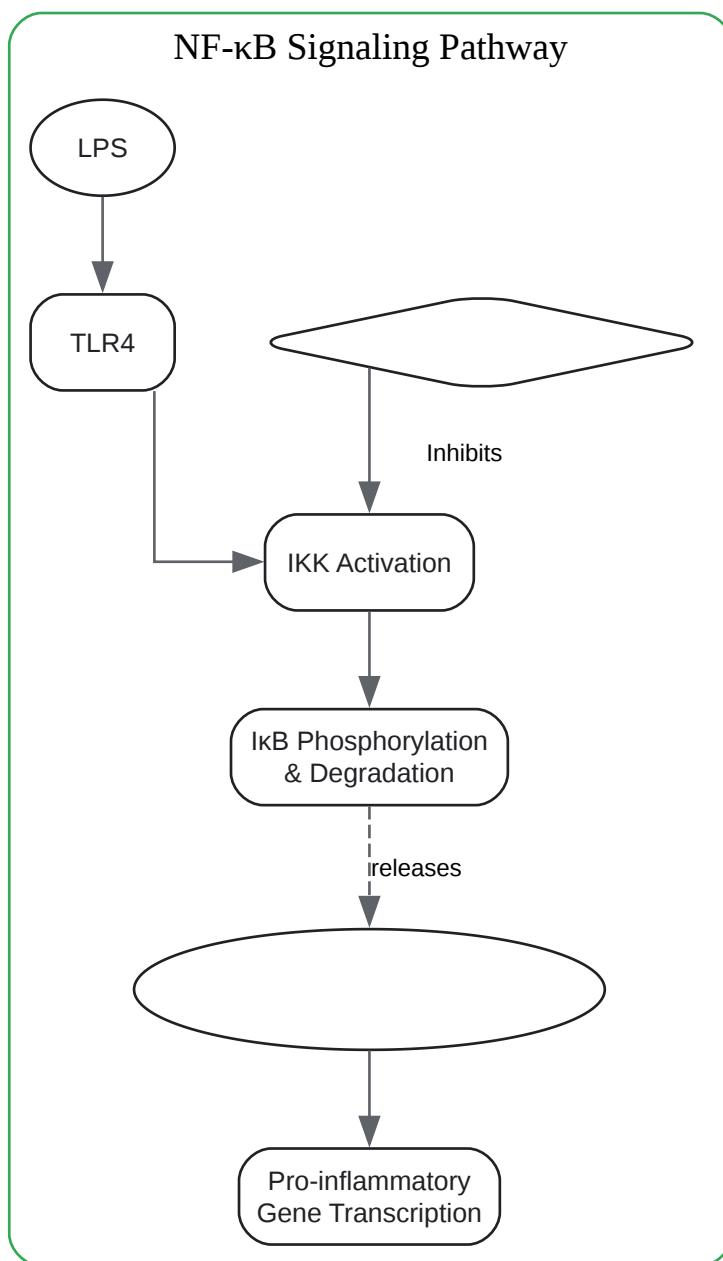 NF-κB Signaling Pathway
LPS
TLR4
Inhibits
IKK Activation
IκB Phosphorylation
& Degradation
releases
Pro-inflammatory
Gene Transcription